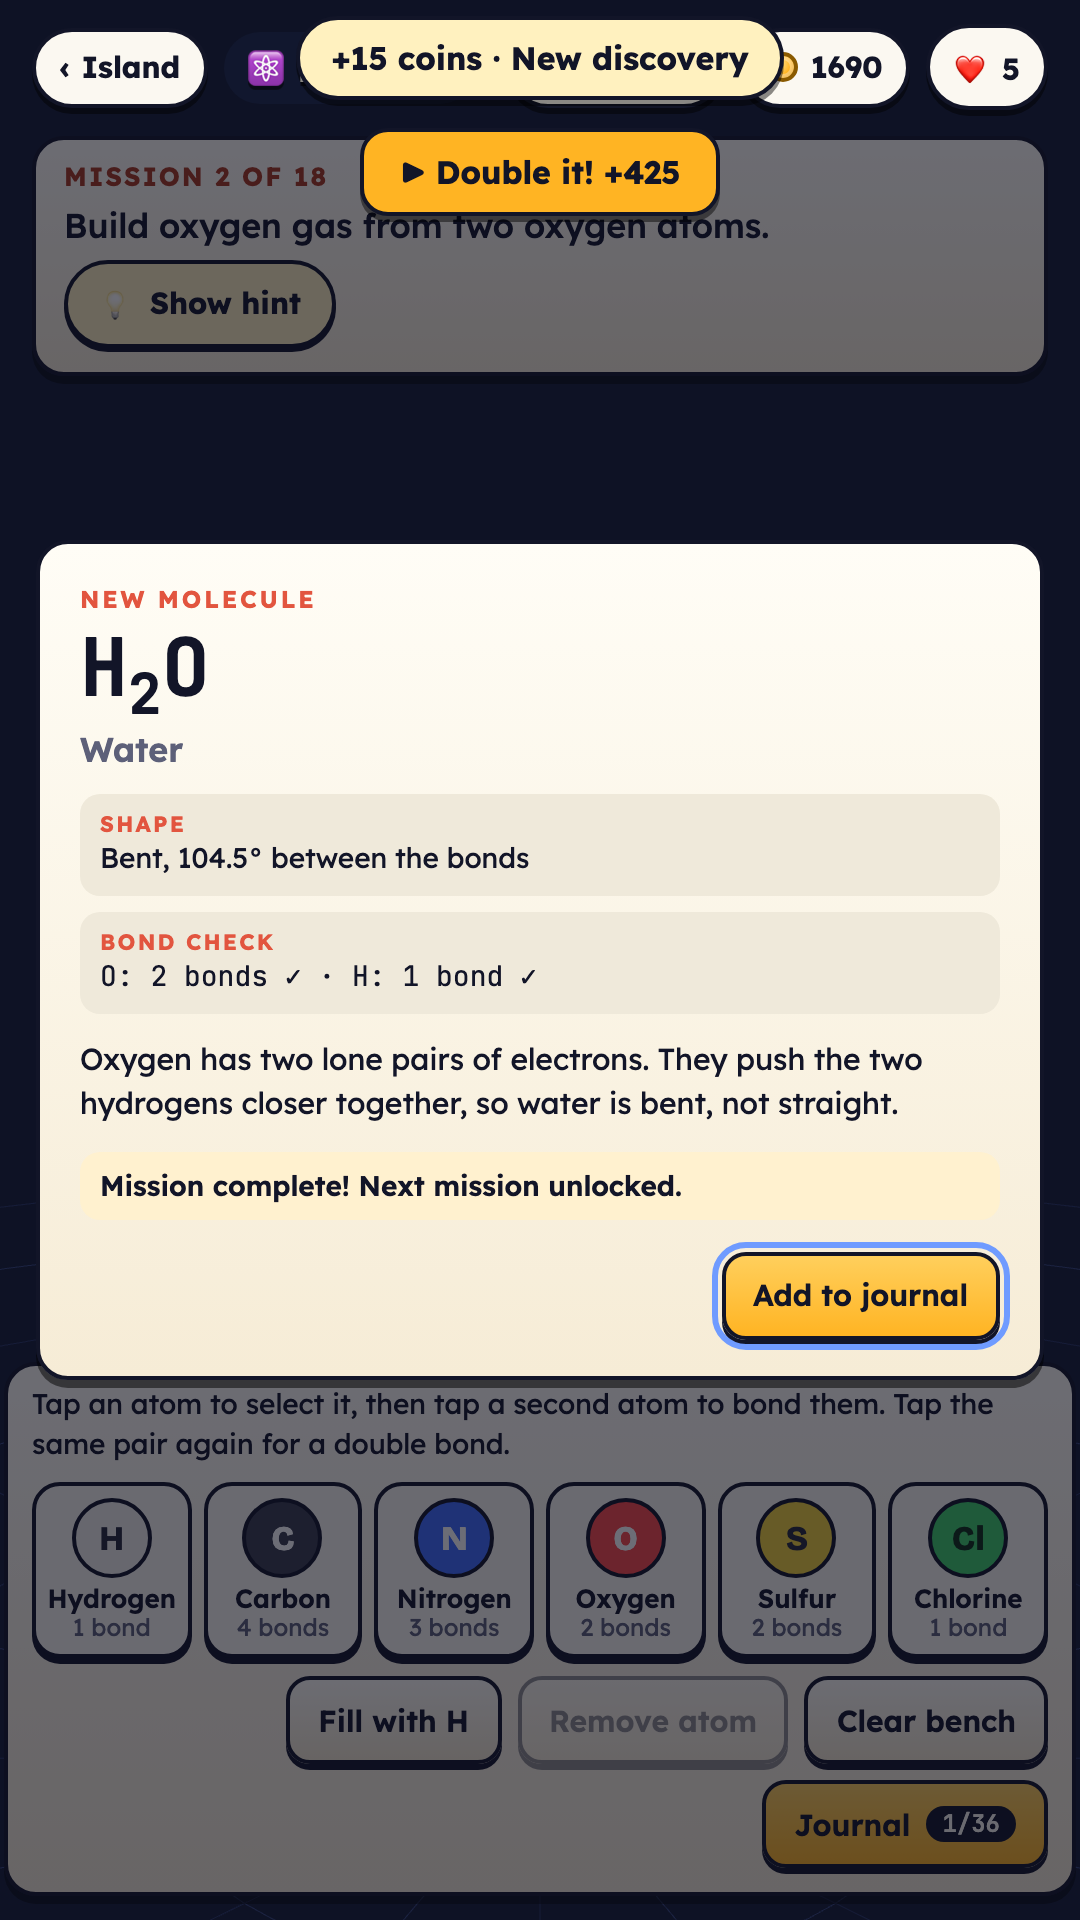 ‹ Island
+15 coins · New discovery
1690
5
▶ Double it! +425
MISSION 2 OF 18
Build oxygen gas from two oxygen atoms.
Show hint
NEW MOLECULE
H₂O
Water
SHAPE
Bent, 104.5° between the bonds
BOND CHECK
O: 2 bonds ✓ · H: 1 bond ✓
Oxygen has two lone pairs of electrons. They push the two
hydrogens closer together, so water is bent, not straight.
Mission complete! Next mission unlocked.
Add to journal
Tap an atom to select it, then tap a second atom to bond them. Tap the
same pair again for a double bond.
H C N O S Cl
Hydrogen Carbon Nitrogen Oxygen Sulfur Chlorine
1 bond 4 bonds 3 bonds 2 bonds 2 bonds 1 bond
Fill with H Remove atom Clear bench
Journal 1/36